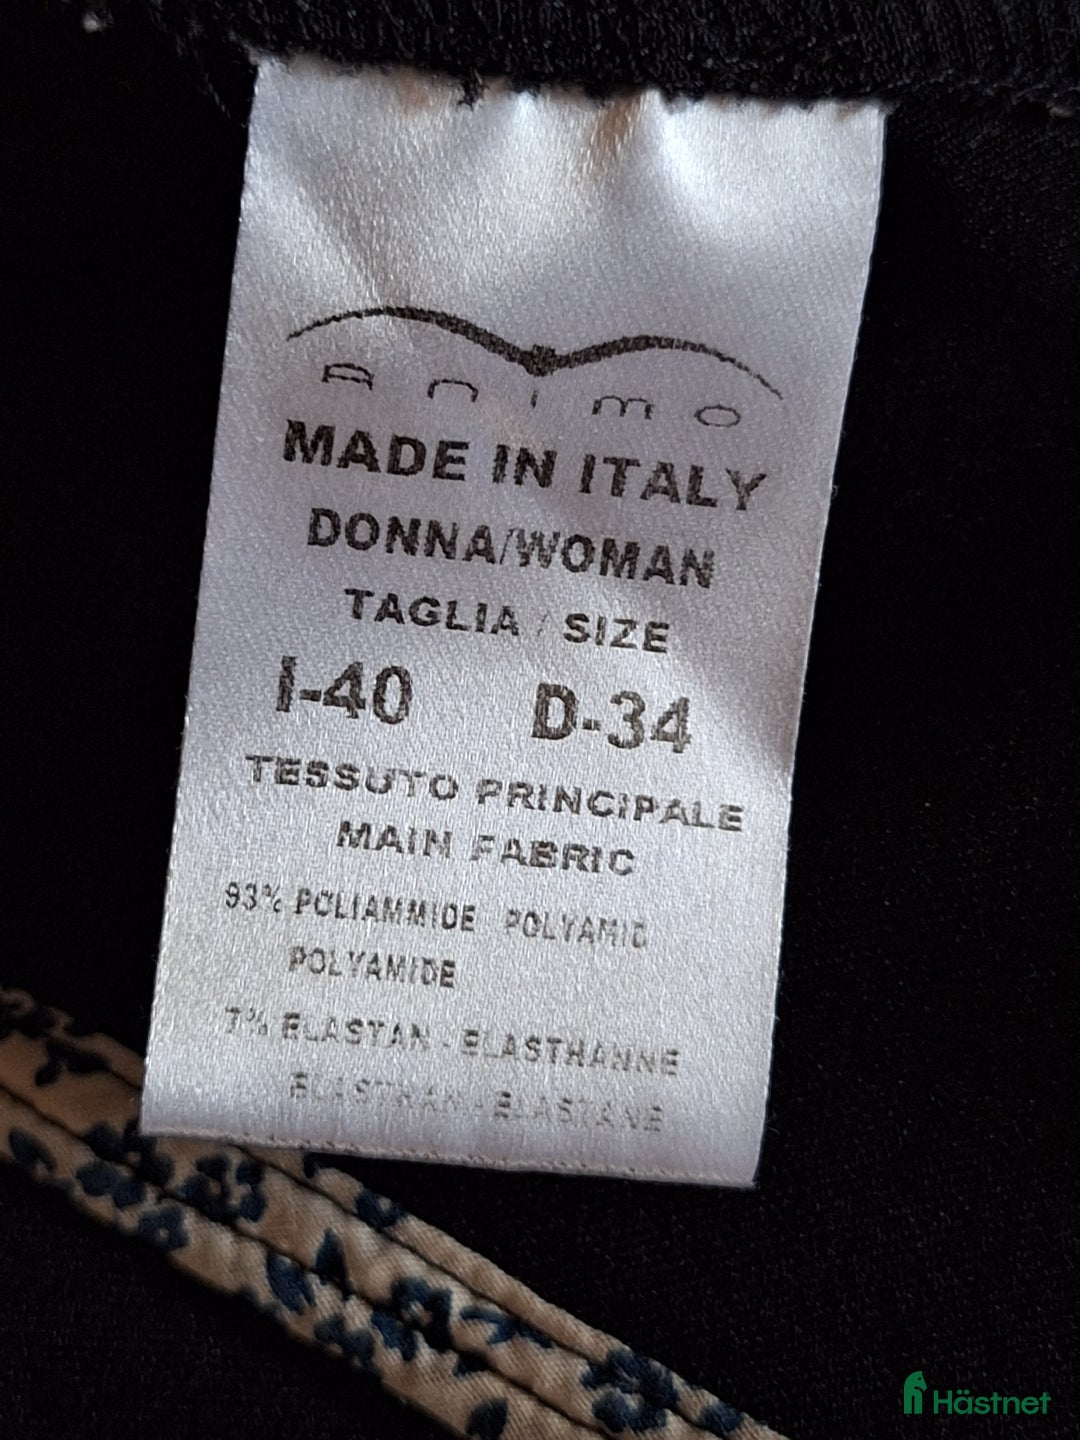 Animo
MADE IN ITALY
DONNA/WOMAN
TAGLIA / SIZE
I-40 D-34
TESSUTO PRINCIPALE
MAIN FABRIC
93% POLIAMMIDE POLYAMID
POLYAMIDE
7% ELASTAN - ELASTHANNE
ELASTHAN - ELASTANE
Hästnet